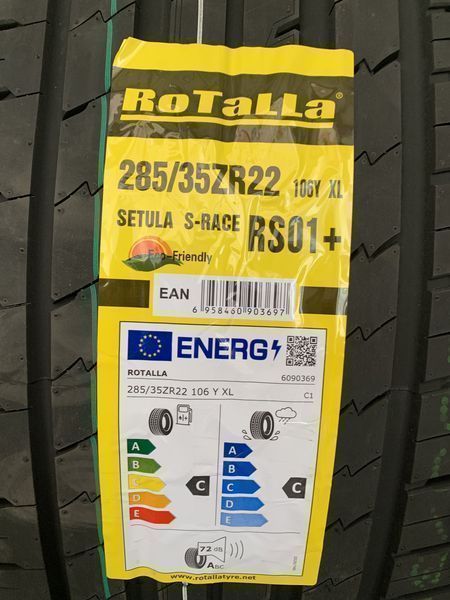 RoTaLLa®
285/35ZR22 106Y XL
SETULA S-RACE RS01+
Eco-Friendly
EAN
6 958460 903697
ENERG
ROTALLA 6090369
285/35ZR22 106 Y XL C1
A A
B B
C C C C
D D
E E
72 dB
ABC
www.rotallatyre.net